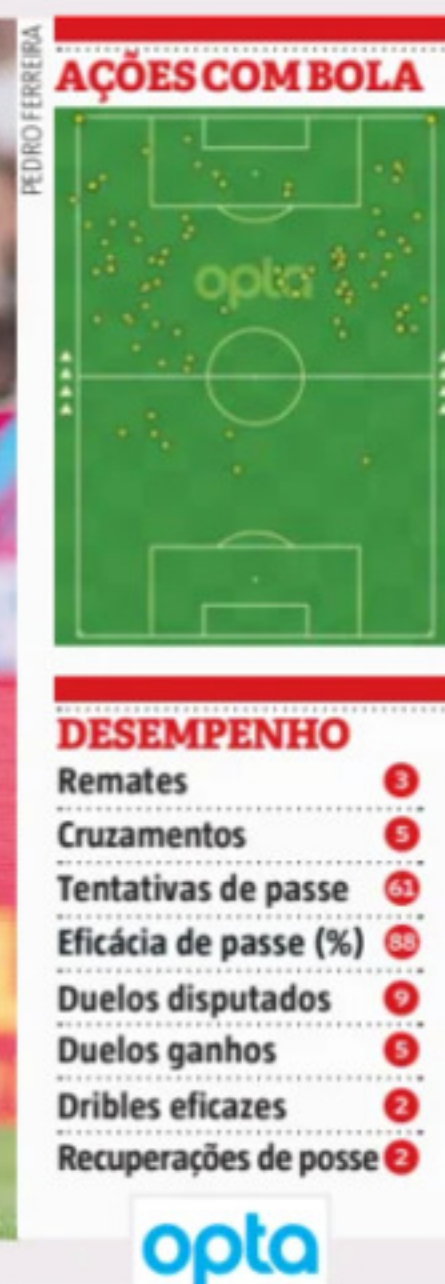 PEDRO FERREIRA
AÇÕES COM BOLA
opta
DESEMPENHO
Remates 3
Cruzamentos 5
Tentativas de passe 61
Eficácia de passe (%) 88
Duelos disputados 9
Duelos ganhos 5
Dribles eficazes 2
Recuperações de posse 2
opta